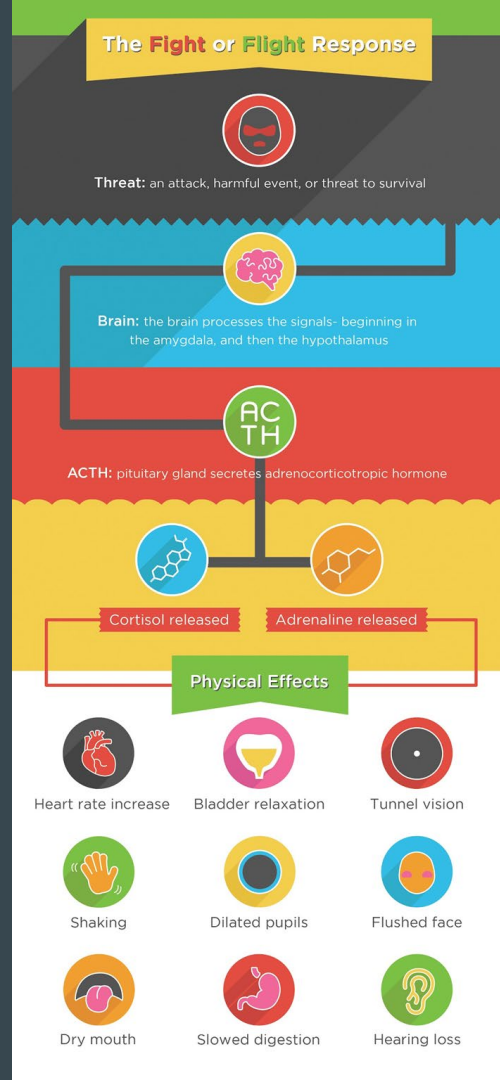 The Fight or Flight Response
Threat: an attack, harmful event, or threat to survival
Brain: the brain processes the signals- beginning in
the amygdala, and then the hypothalamus
AC
TH
ACTH: pituitary gland secretes adrenocorticotropic hormone
Cortisol released
Adrenaline released
Physical Effects
Heart rate increase
Bladder relaxation
Tunnel vision
Shaking
Dilated pupils
Flushed face
Dry mouth
Slowed digestion
Hearing loss